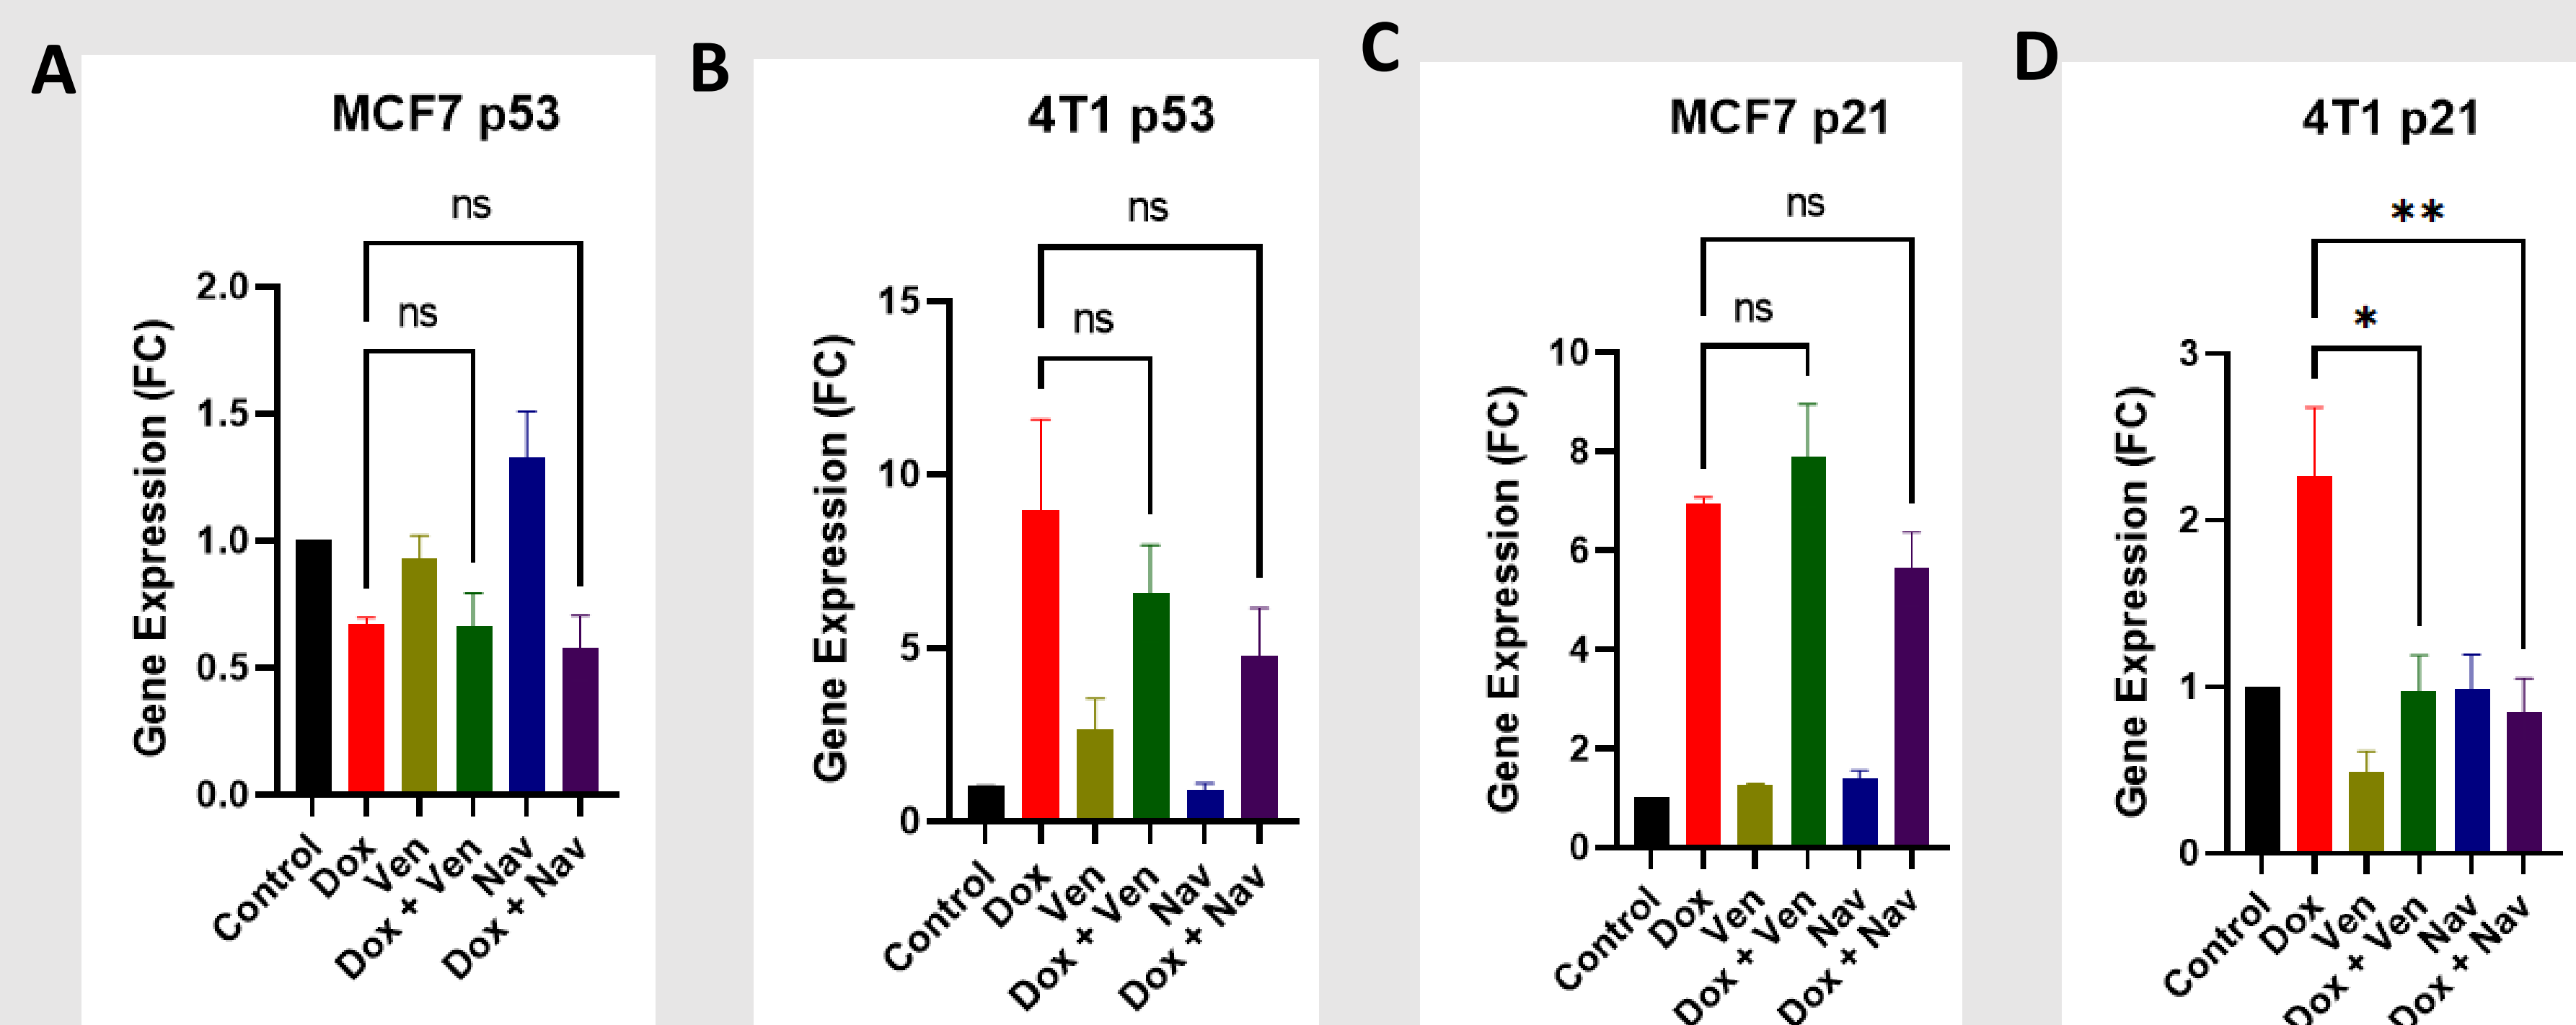 A
MCF7 p53
ns
ns
Gene Expression (FC)
2.0
1.5
1.0
0.5
0.0
Control
Dox
Ven
Dox + Ven
Nav
Dox + Nav
B
4T1 p53
ns
ns
Gene Expression (FC)
15
10
5
0
Control
Dox
Ven
Dox + Ven
Nav
Dox + Nav
C
MCF7 p21
ns
ns
Gene Expression (FC)
10
8
6
4
2
0
Control
Dox
Ven
Dox + Ven
Nav
Dox + Nav
D
4T1 p21
**
*
Gene Expression (FC)
3
2
1
0
Control
Dox
Ven
Dox + Ven
Nav
Dox + Nav